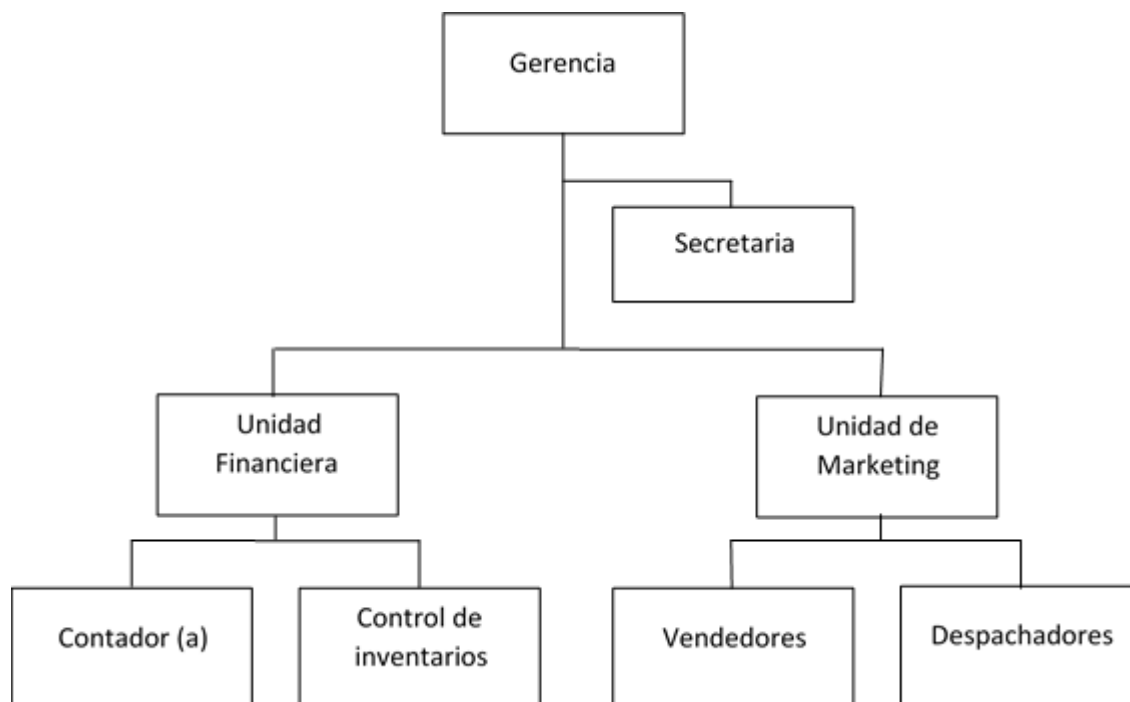 Gerencia
Secretaria
Unidad
Financiera
Unidad de
Marketing
Contador (a)
Control de
inventarios
Vendedores
Despachadores